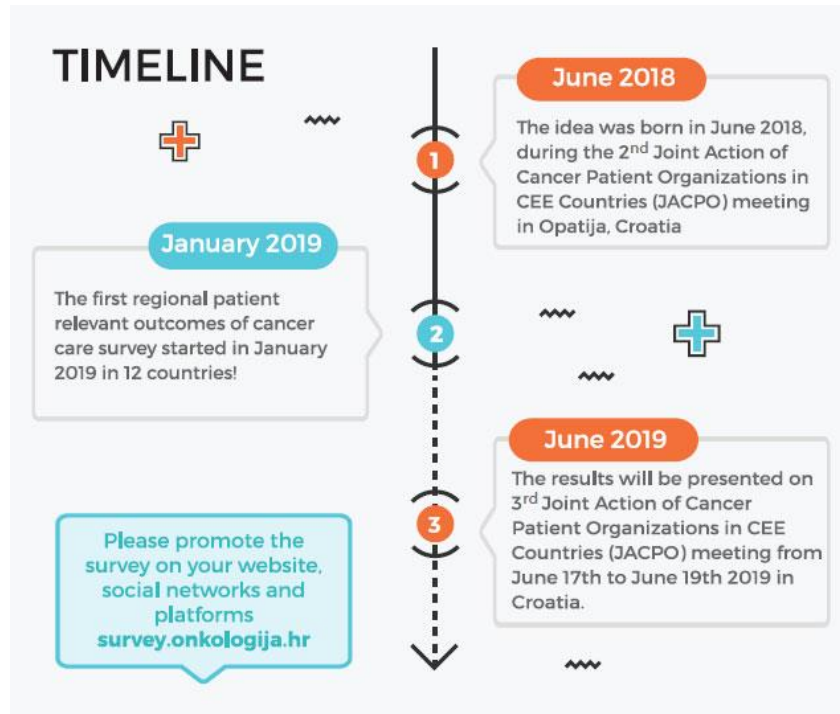 TIMELINE
June 2018
The idea was born in June 2018,
during the 2nd Joint Action of
Cancer Patient Organizations in
CEE Countries (JACPO) meeting
in Opatija, Croatia
1
January 2019
The first regional patient
relevant outcomes of cancer
care survey started in January
2019 in 12 countries!
2
June 2019
The results will be presented on
3rd Joint Action of Cancer
Patient Organizations in CEE
Countries (JACPO) meeting from
June 17th to June 19th 2019 in
Croatia.
3
Please promote the
survey on your website,
social networks and
platforms
survey.onkologija.hr